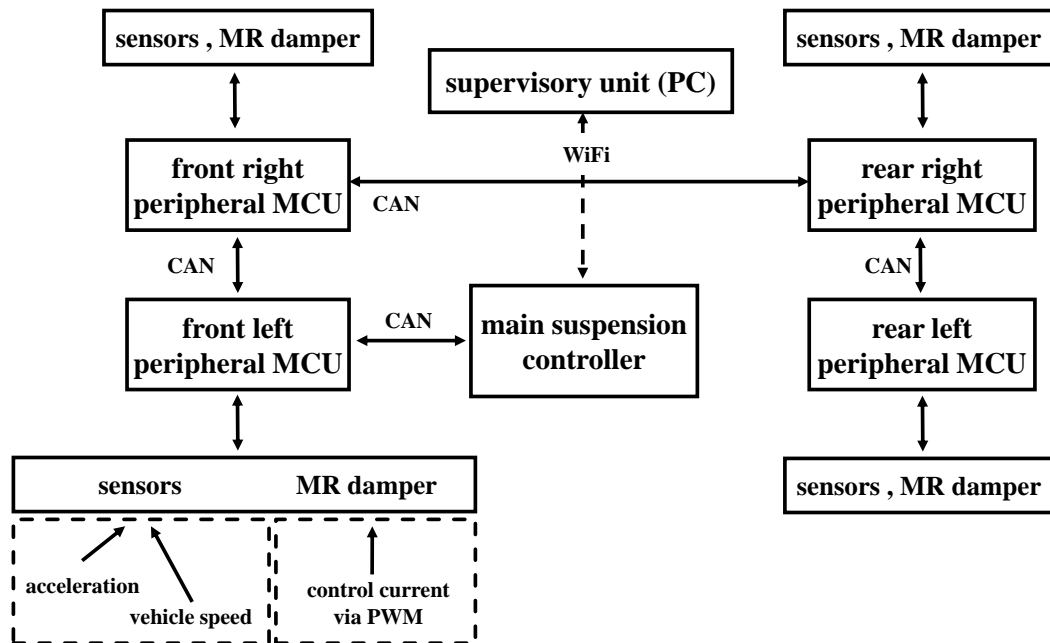 sensors , MR damper
sensors , MR damper
supervisory unit (PC)
WiFi
front right
peripheral MCU
rear right
peripheral MCU
CAN
CAN
CAN
front left
peripheral MCU
CAN
main suspension
controller
rear left
peripheral MCU
sensors
MR damper
sensors , MR damper
acceleration
vehicle speed
control current
via PWM